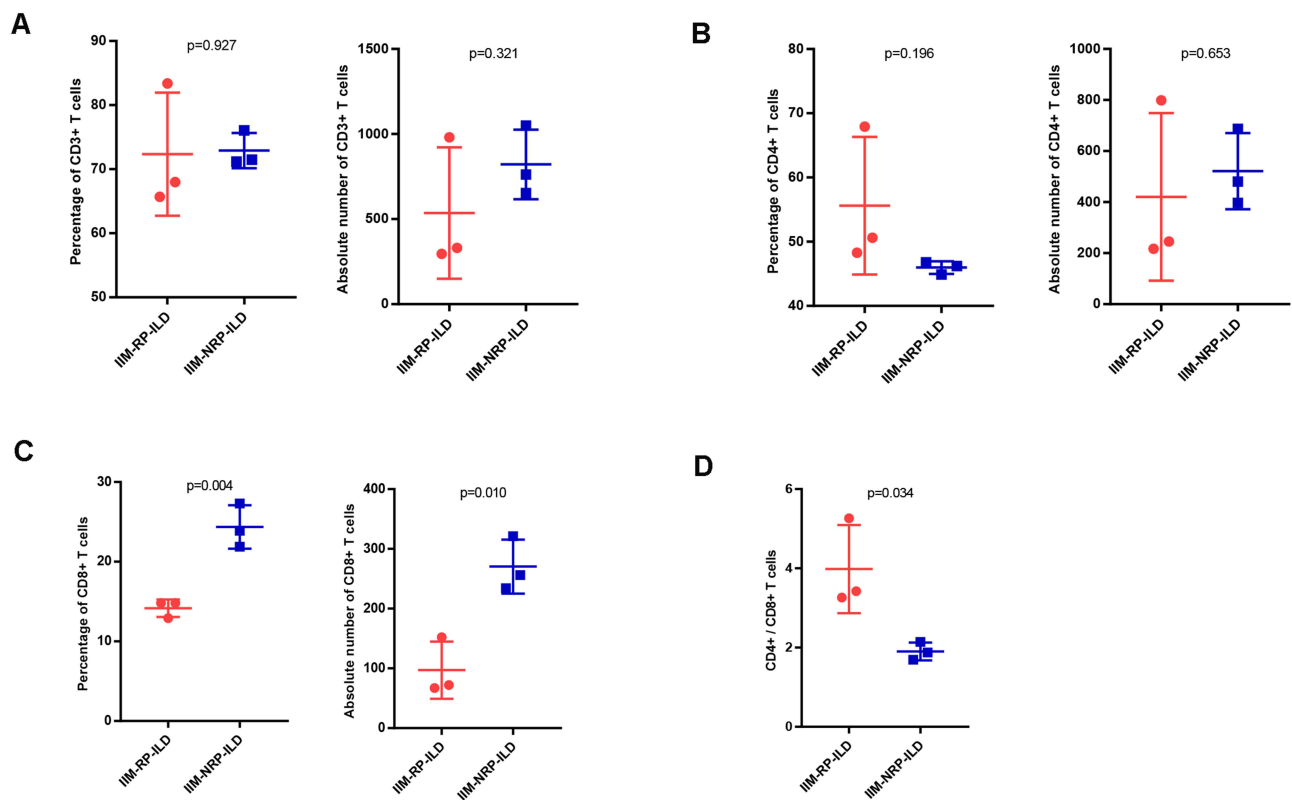 A
p=0.927
Percentage of CD3+ T cells
90
80
70
60
50
IIM-RP-ILD
IIM-NRP-ILD
p=0.321
Absolute number of CD3+ T cells
1500
1000
500
0
IIM-RP-ILD
IIM-NRP-ILD
B
p=0.196
Percentage of CD4+ T cells
80
70
60
50
40
IIM-RP-ILD
IIM-NRP-ILD
p=0.653
Absolute number of CD4+ T cells
1000
800
600
400
200
0
IIM-RP-ILD
IIM-NRP-ILD
C
p=0.004
Percentage of CD8+ T cells
30
20
10
0
IIM-RP-ILD
IIM-NRP-ILD
p=0.010
Absolute number of CD8+ T cells
400
300
200
100
0
IIM-RP-ILD
IIM-NRP-ILD
D
p=0.034
CD4+ / CD8+ T cells
6
4
2
0
IIM-RP-ILD
IIM-NRP-ILD